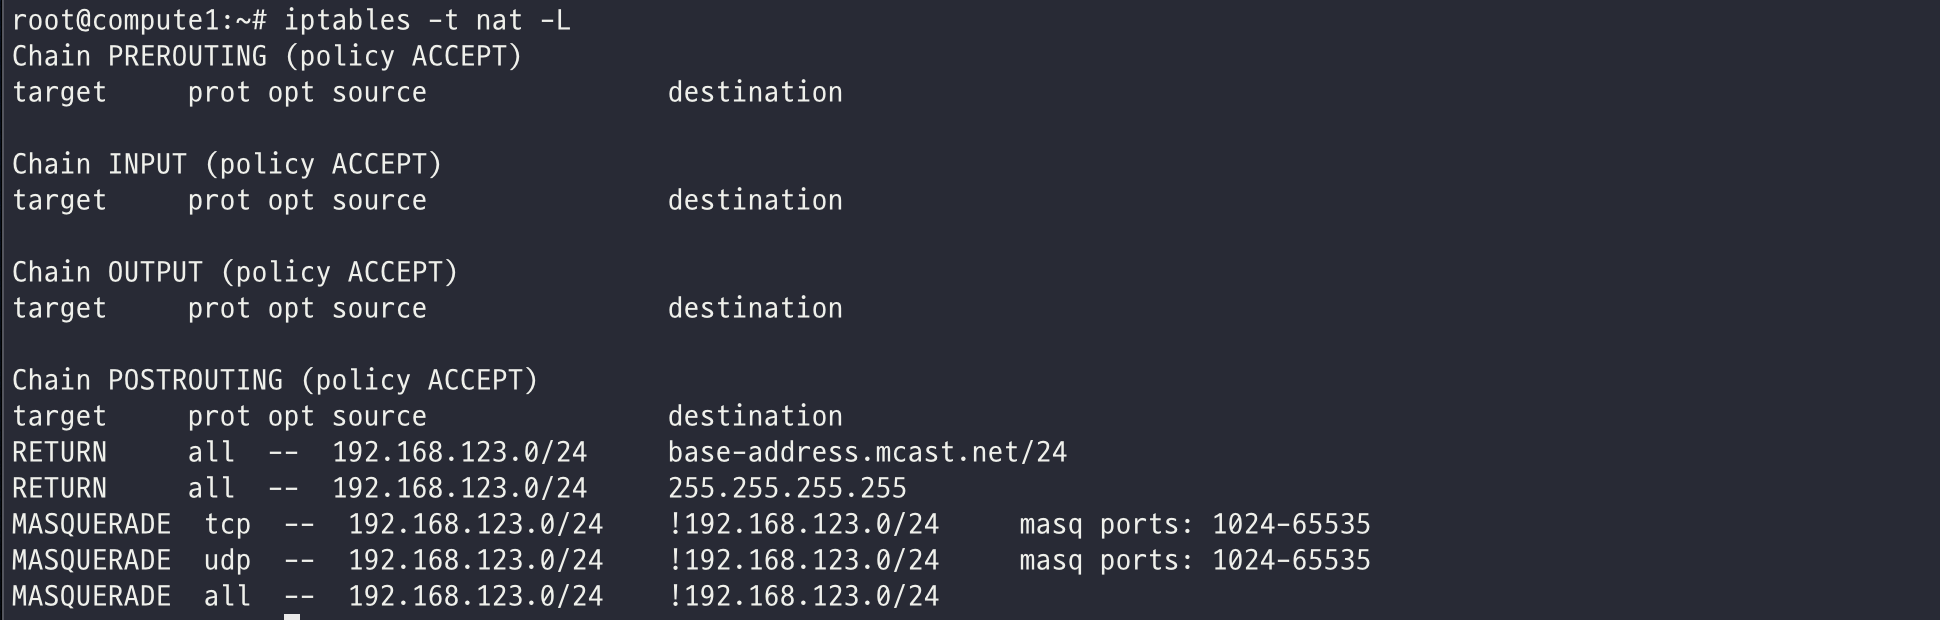 root@compute1:~# iptables -t nat -L
Chain PREROUTING (policy ACCEPT)
target     prot opt source               destination
Chain INPUT (policy ACCEPT)
target     prot opt source               destination
Chain OUTPUT (policy ACCEPT)
target     prot opt source               destination
Chain POSTROUTING (policy ACCEPT)
target     prot opt source               destination
RETURN     all  --  192.168.123.0/24     base-address.mcast.net/24
RETURN     all  --  192.168.123.0/24     255.255.255.255
MASQUERADE  tcp  --  192.168.123.0/24    !192.168.123.0/24     masq ports: 1024-65535
MASQUERADE  udp  --  192.168.123.0/24    !192.168.123.0/24     masq ports: 1024-65535
MASQUERADE  all  --  192.168.123.0/24    !192.168.123.0/24